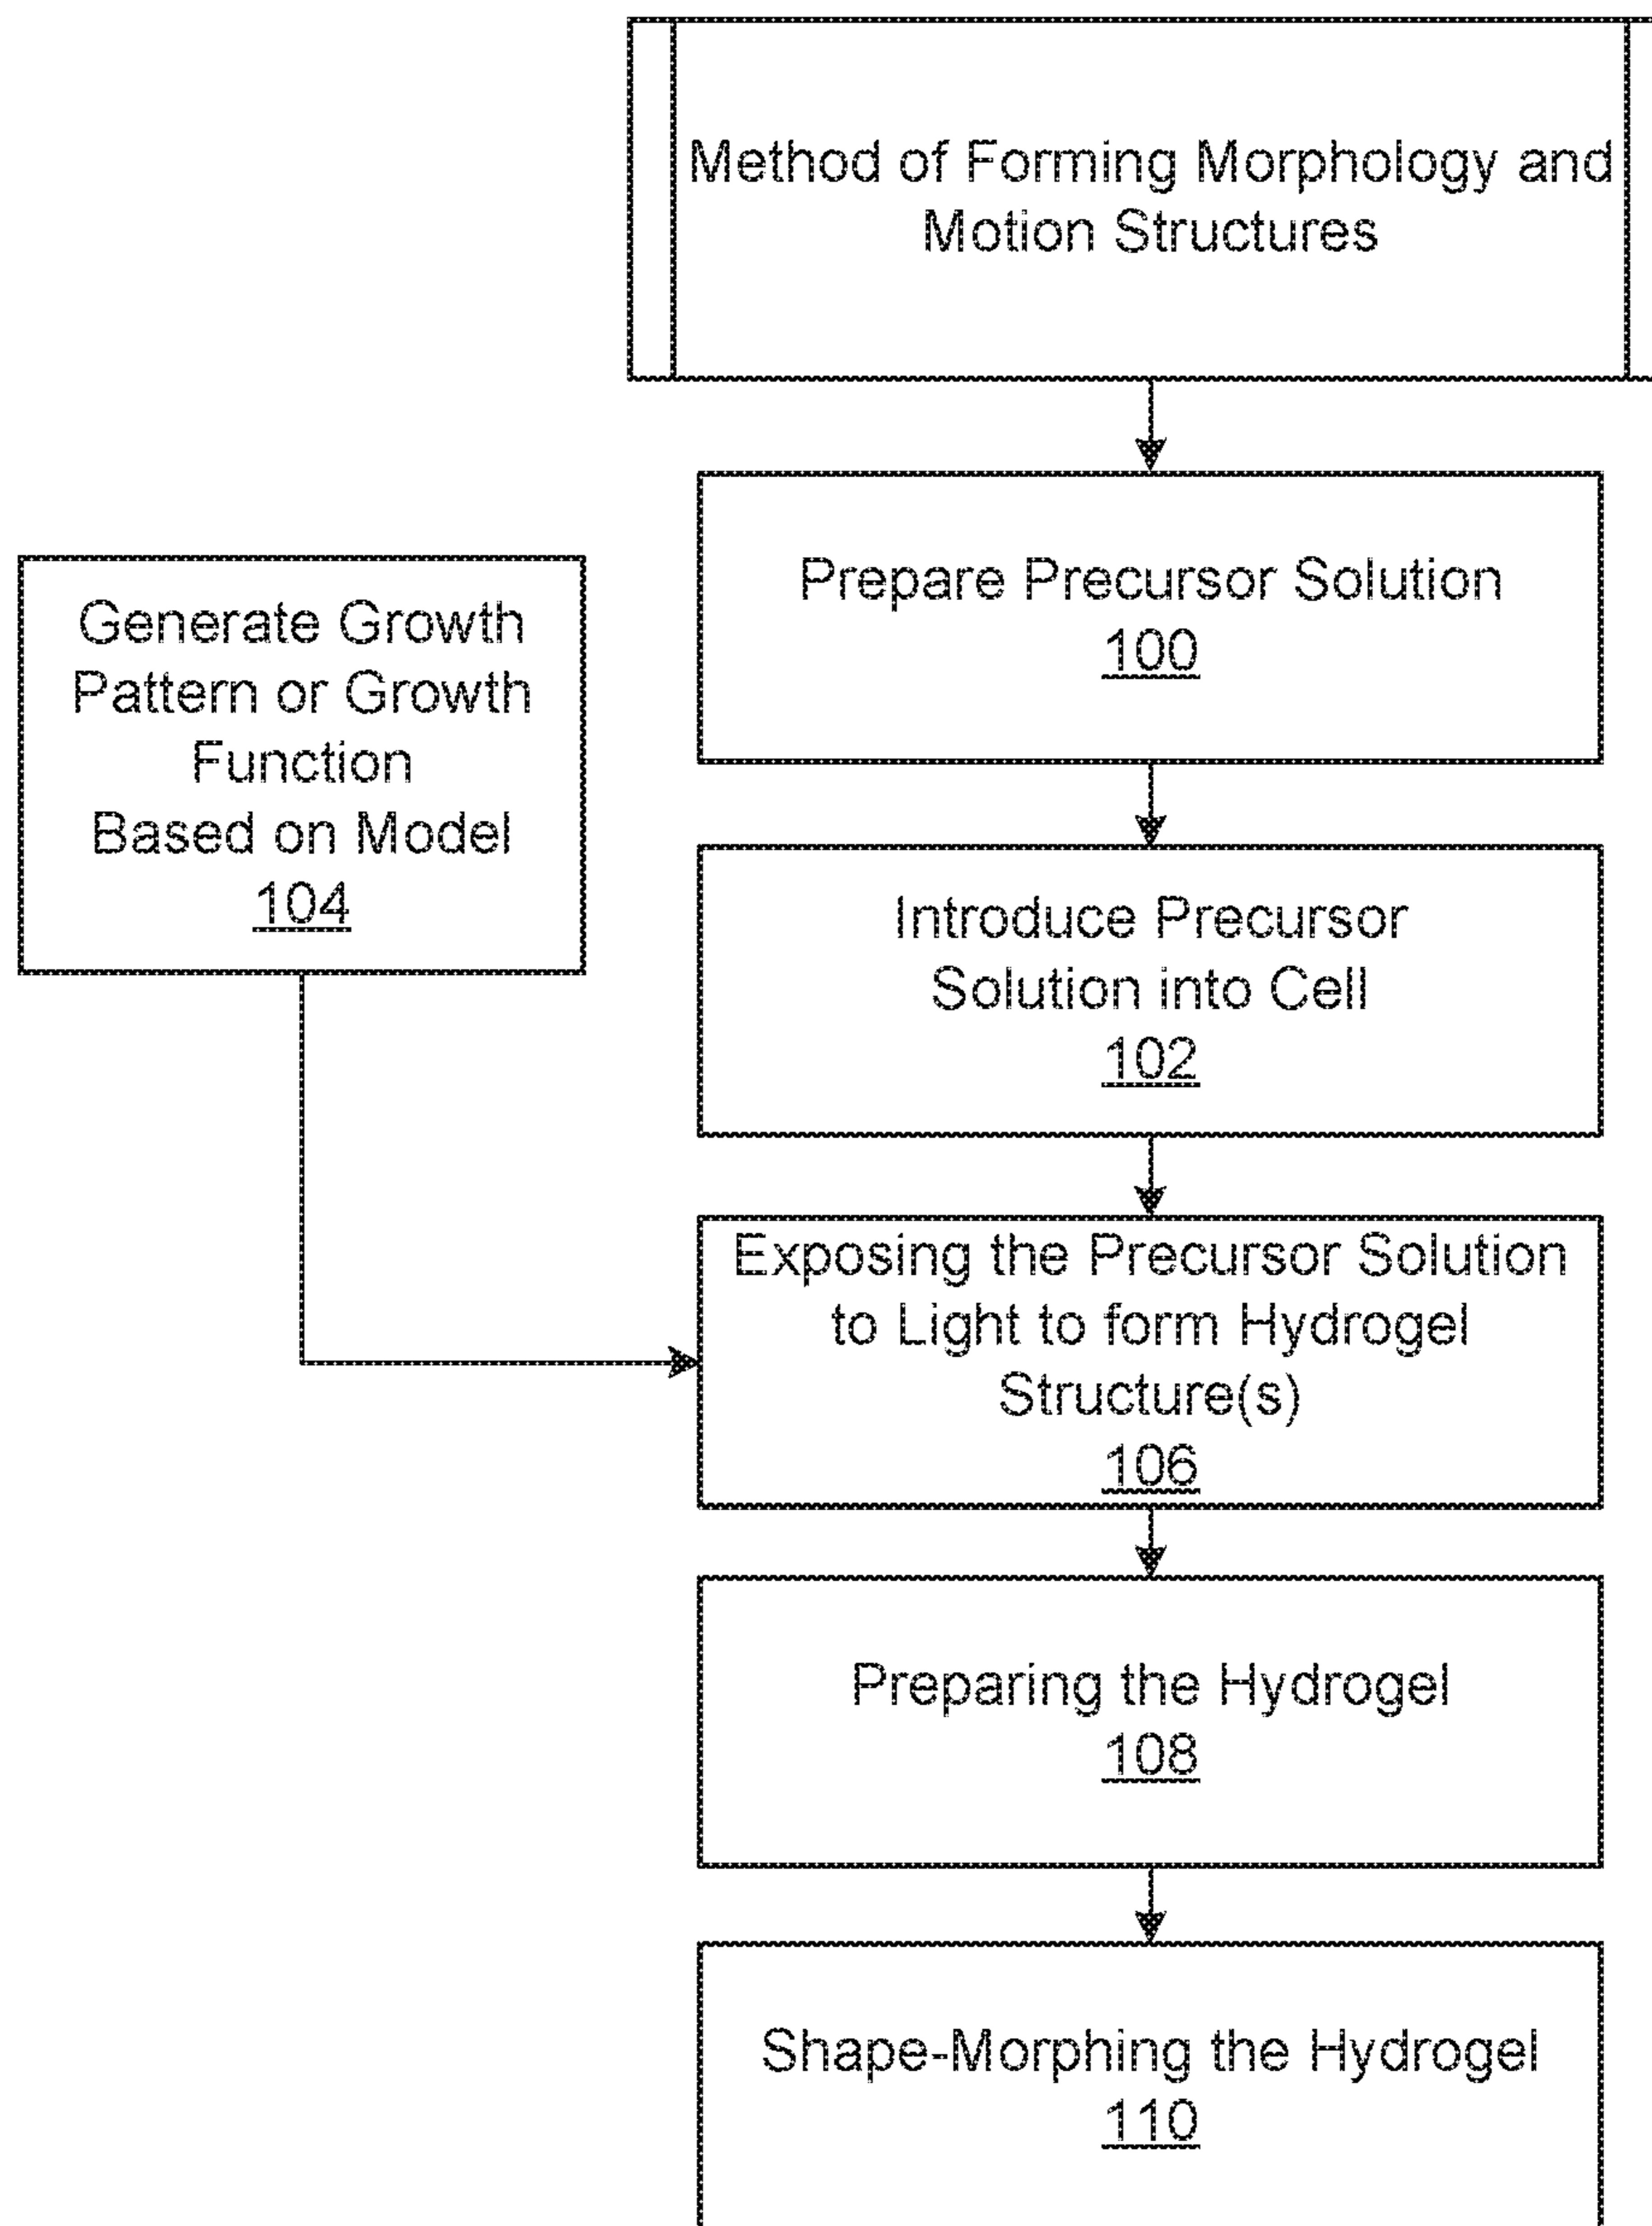 Method of Forming Morphology and
Motion Structures
Prepare Precursor Solution
100
Generate Growth
Pattern or Growth
Function
Based on Model
104
Introduce Precursor
Solution into Cell
102
Exposing the Precursor Solution
to Light to form Hydrogel
Structure(s)
106
Preparing the Hydrogel
108
Shape-Morphing the Hydrogel
110